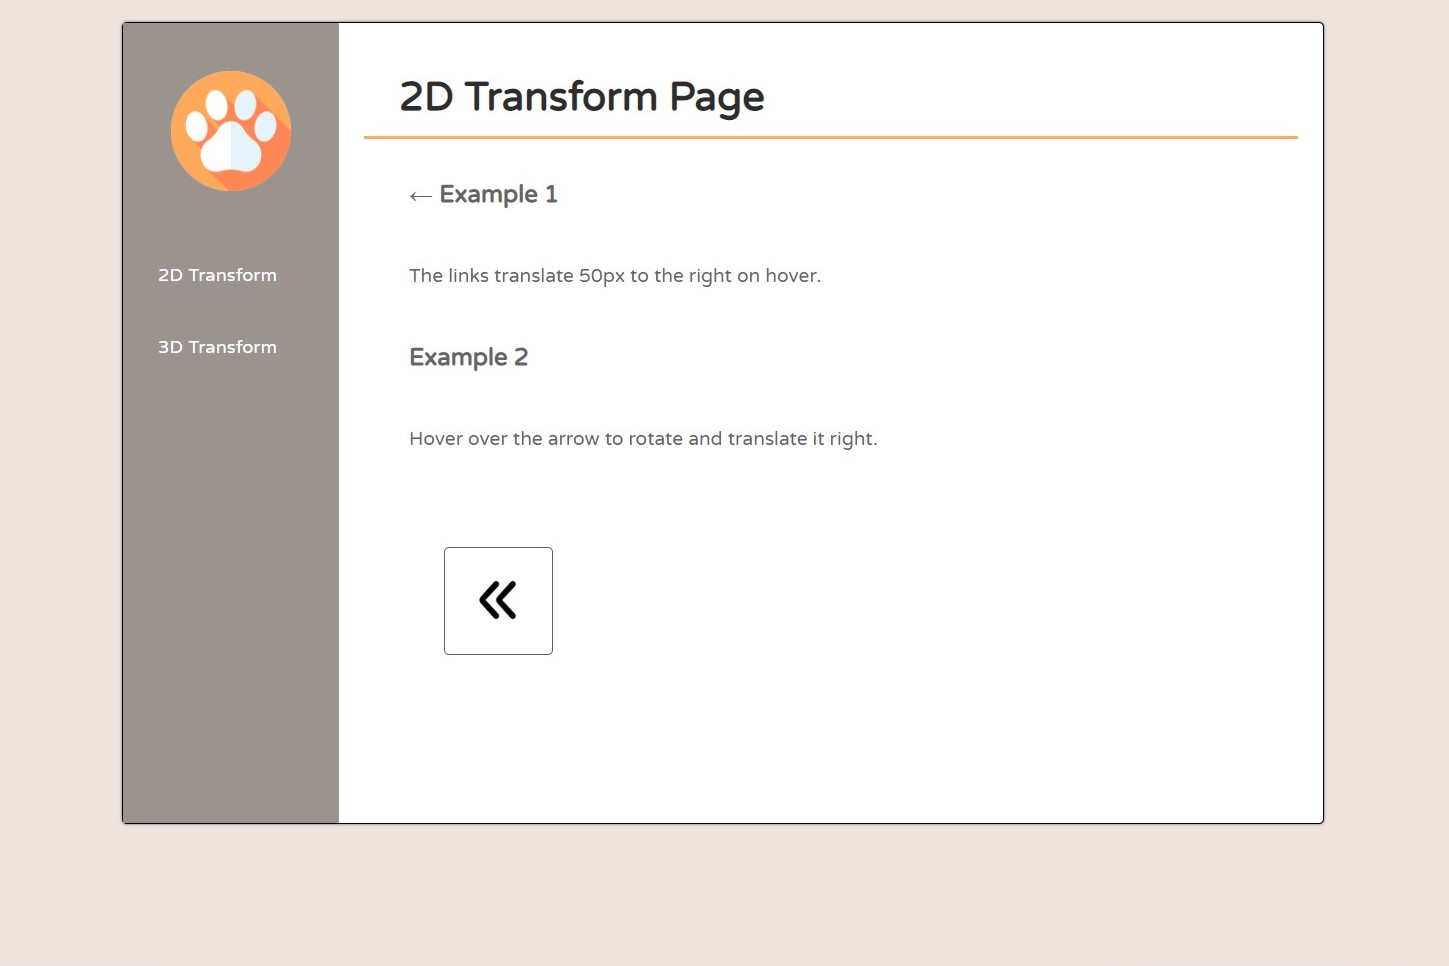 2D Transform Page
← Example 1
2D Transform
The links translate 50px to the right on hover.
3D Transform
Example 2
Hover over the arrow to rotate and translate it right.